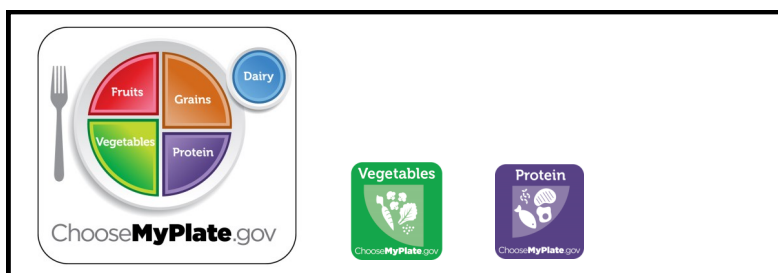 Dairy
Fruits
Grains
Vegetables
Protein
ChooseMyPlate.gov
Vegetables
ChooseMyPlate.gov
Protein
ChooseMyPlate.gov